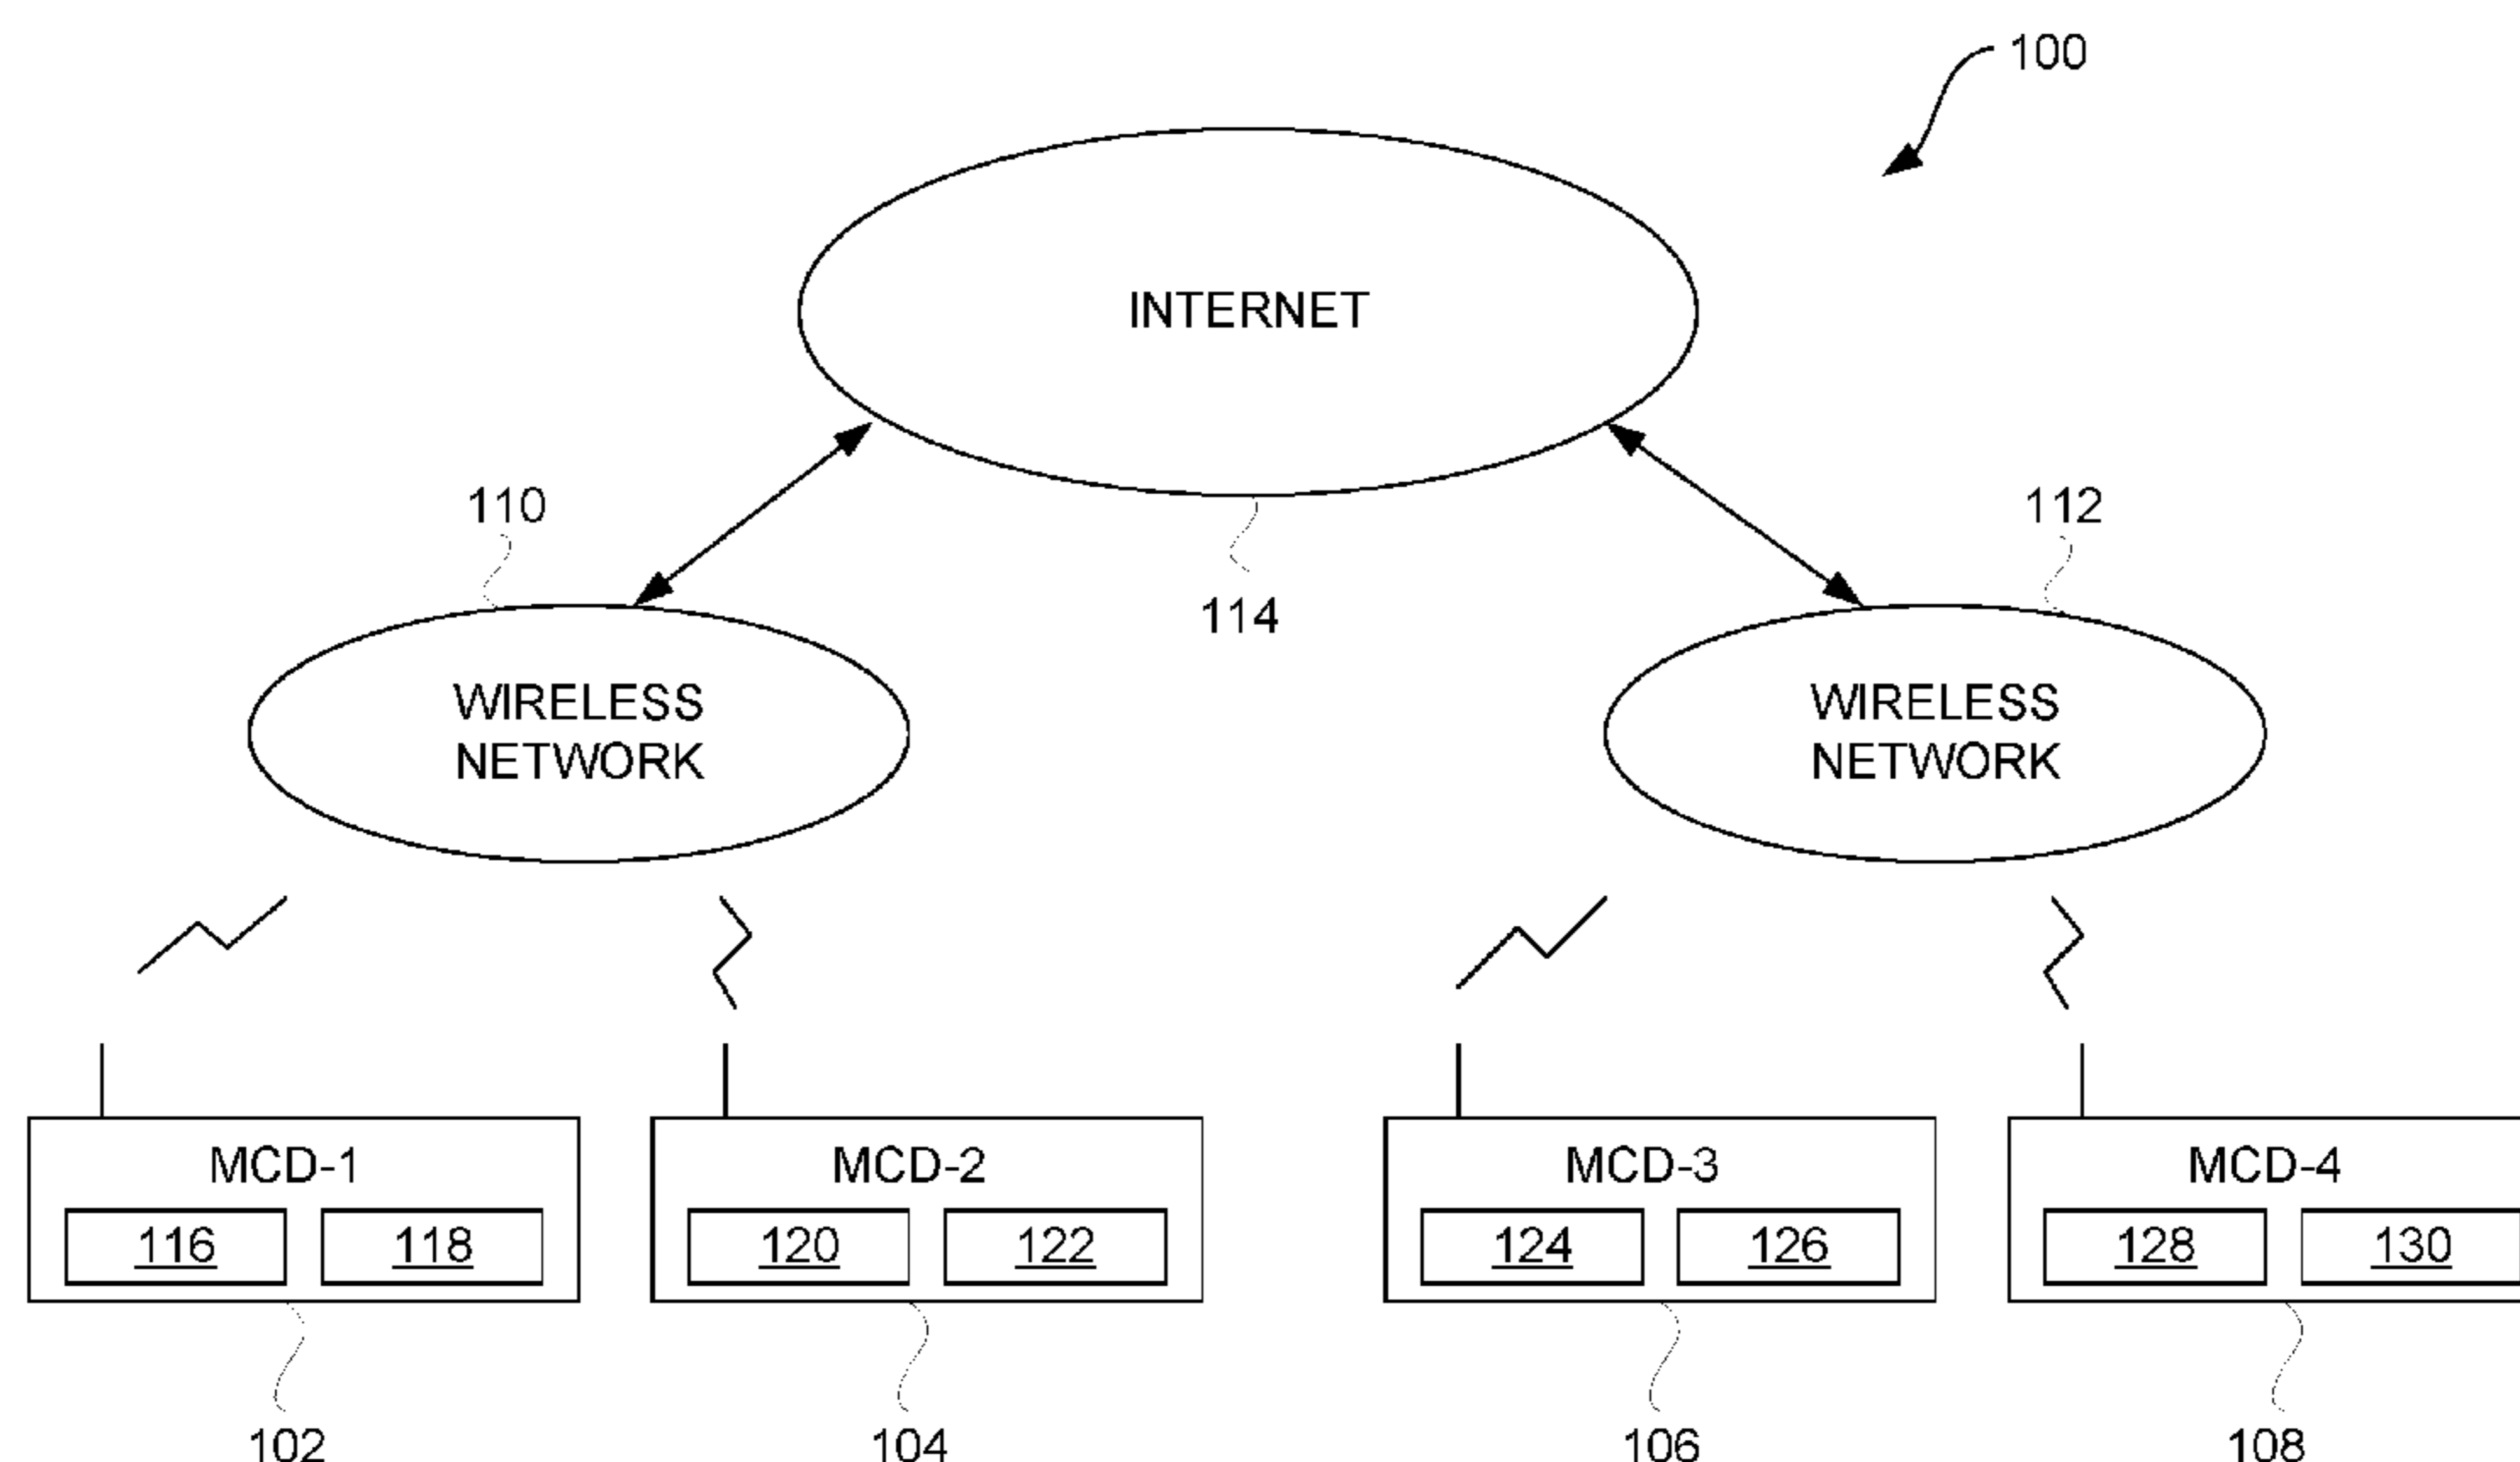 100
INTERNET
110
112
114
WIRELESS
NETWORK
WIRELESS
NETWORK
MCD-1
MCD-2
MCD-3
MCD-4
116
118
120
122
124
126
128
130
102
104
106
108